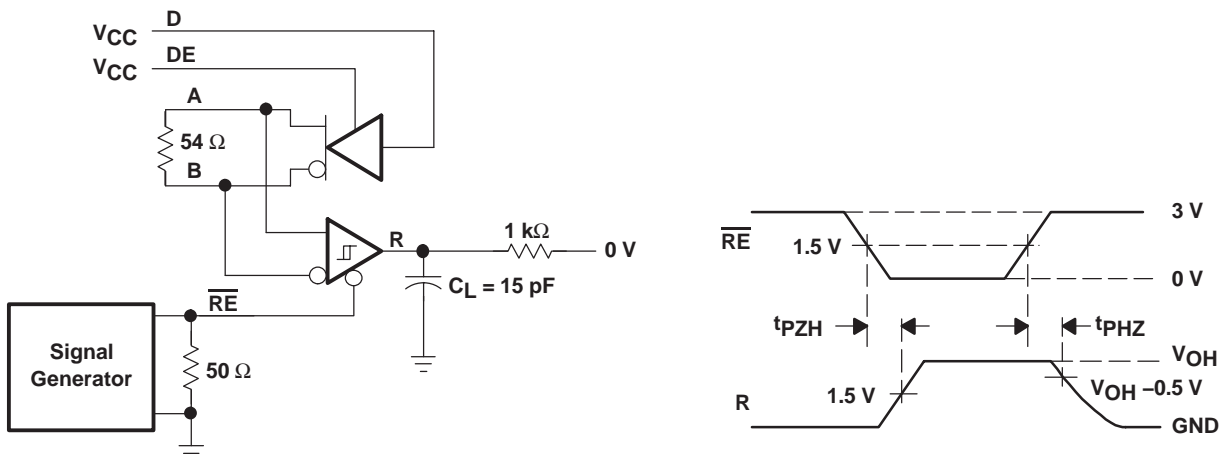 D
VCC
DE
VCC
A
54 Ω
B
R
1 kΩ
0 V
CL = 15 pF
RE
Signal
Generator
50 Ω
3 V
RE
1.5 V
0 V
tPZH
tPHZ
VOH
VOH −0.5 V
1.5 V
R
GND